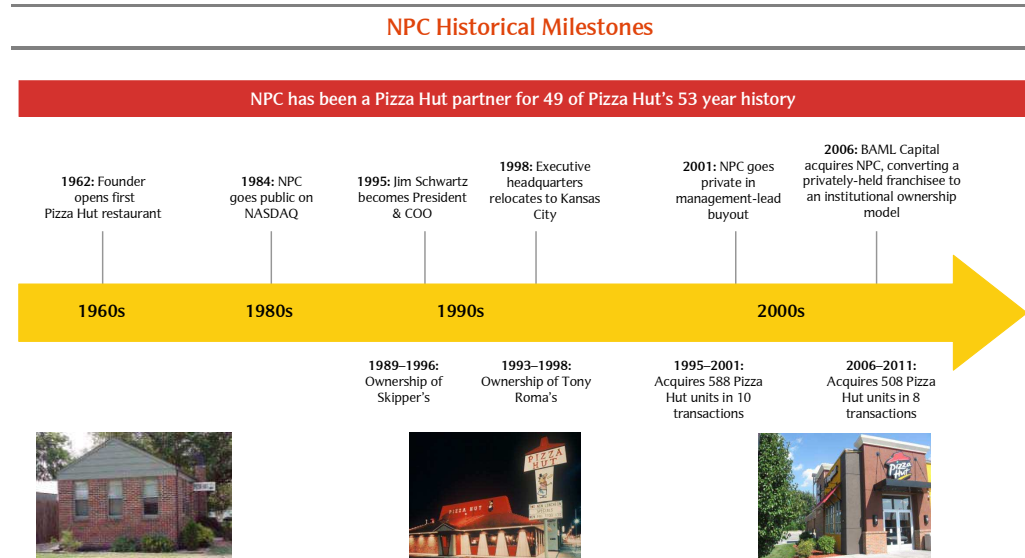 NPC Historical Milestones
NPC has been a Pizza Hut partner for 49 of Pizza Hut's 53 year history
1962: Founder
opens first
Pizza Hut restaurant
1984: NPC
goes public on
NASDAQ
1995: Jim Schwartz
becomes President
& COO
1998: Executive
headquarters
relocates to Kansas
City
2001: NPC goes
private in
management-lead
buyout
2006: BAML Capital
acquires NPC, converting a
privately-held franchisee to
an institutional ownership
model
1960s
1980s
1990s
2000s
1989–1996:
Ownership of
Skipper's
1993–1998:
Ownership of Tony
Roma's
1995–2001:
Acquires 588 Pizza
Hut units in 10
transactions
2006–2011:
Acquires 508 Pizza
Hut units in 8
transactions
PIZZA HUT
PIZZA
HUT
Pizza
Hut